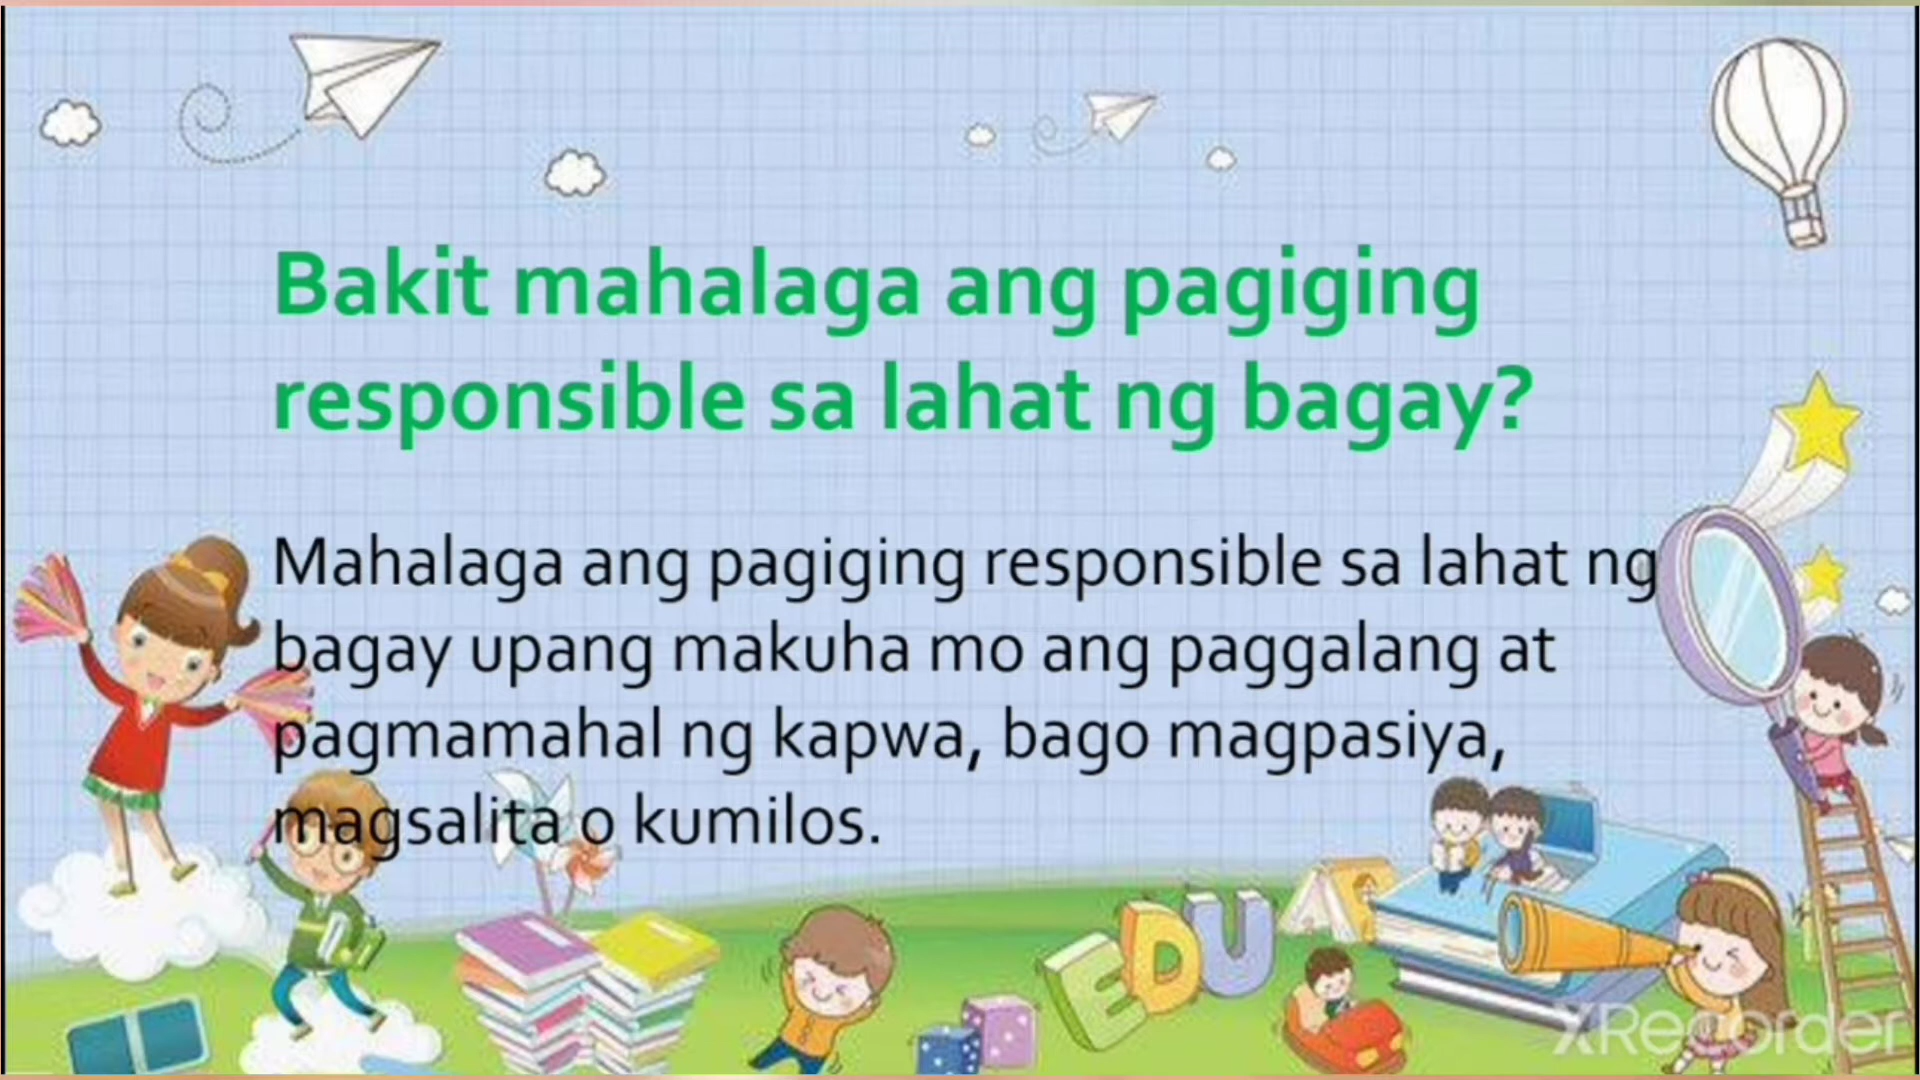 Bakit mahalaga ang pagiging
responsible sa lahat ng bagay?
Mahalaga ang pagiging responsible sa lahat ng
bagay upang makuha mo ang paggalang at
pagmamahal ng kapwa, bago magpasiya,
magsalita o kumilos.
EDU
XRecorder